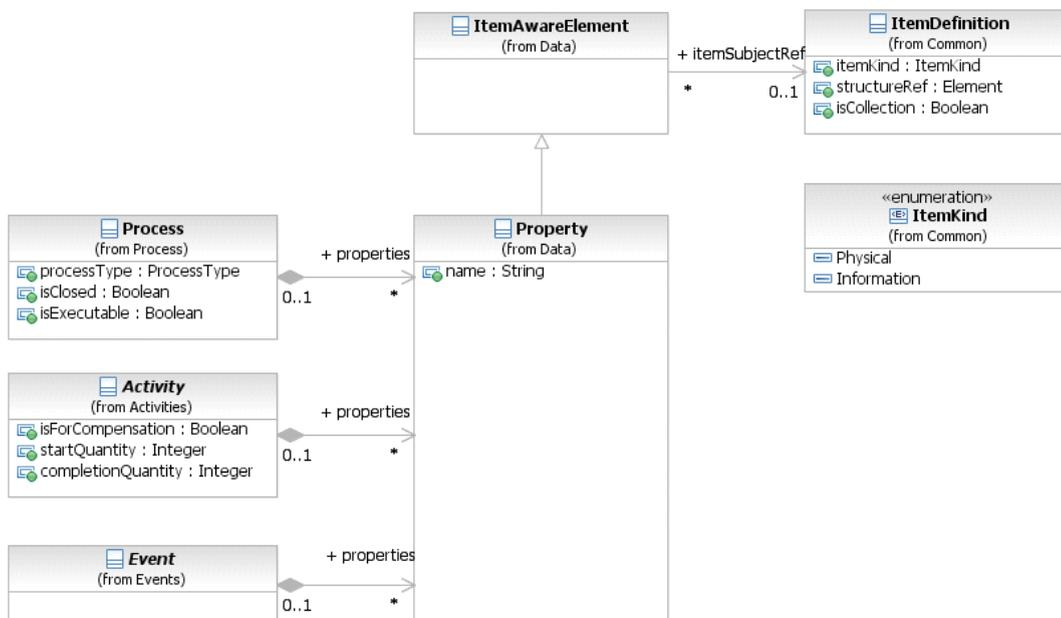 ItemAwareElement
(from Data)
+ itemSubjectRef
*
0..1
ItemDefinition
(from Common)
itemKind : ItemKind
structureRef : Element
isCollection : Boolean
«enumeration»
ItemKind
(from Common)
Physical
Information
Process
(from Process)
processType : ProcessType
isClosed : Boolean
isExecutable : Boolean
+ properties
0..1
*
Property
(from Data)
name : String
Activity
(from Activities)
isForCompensation : Boolean
startQuantity : Integer
completionQuantity : Integer
+ properties
0..1
*
Event
(from Events)
+ properties
0..1
*